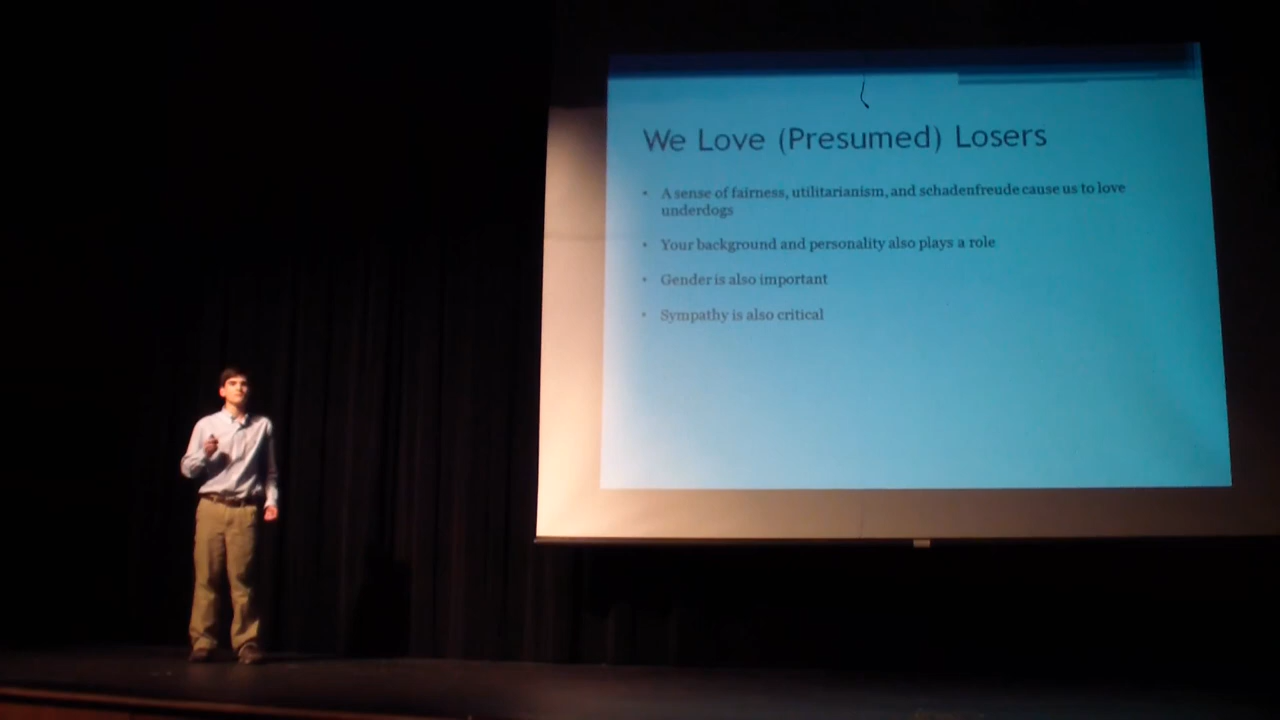 We Love (Presumed) Losers
• A sense of fairness, utilitarianism, and schadenfreude cause us to love
underdogs
• Your background and personality also plays a role
• Gender is also important
• Sympathy is also critical